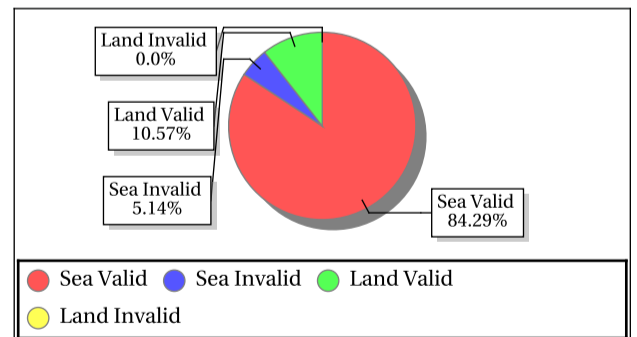 Land Invalid
0.0%
Land Valid
10.57%
Sea Invalid
5.14%
Sea Valid
84.29%
Sea Valid Sea Invalid Land Valid
Land Invalid